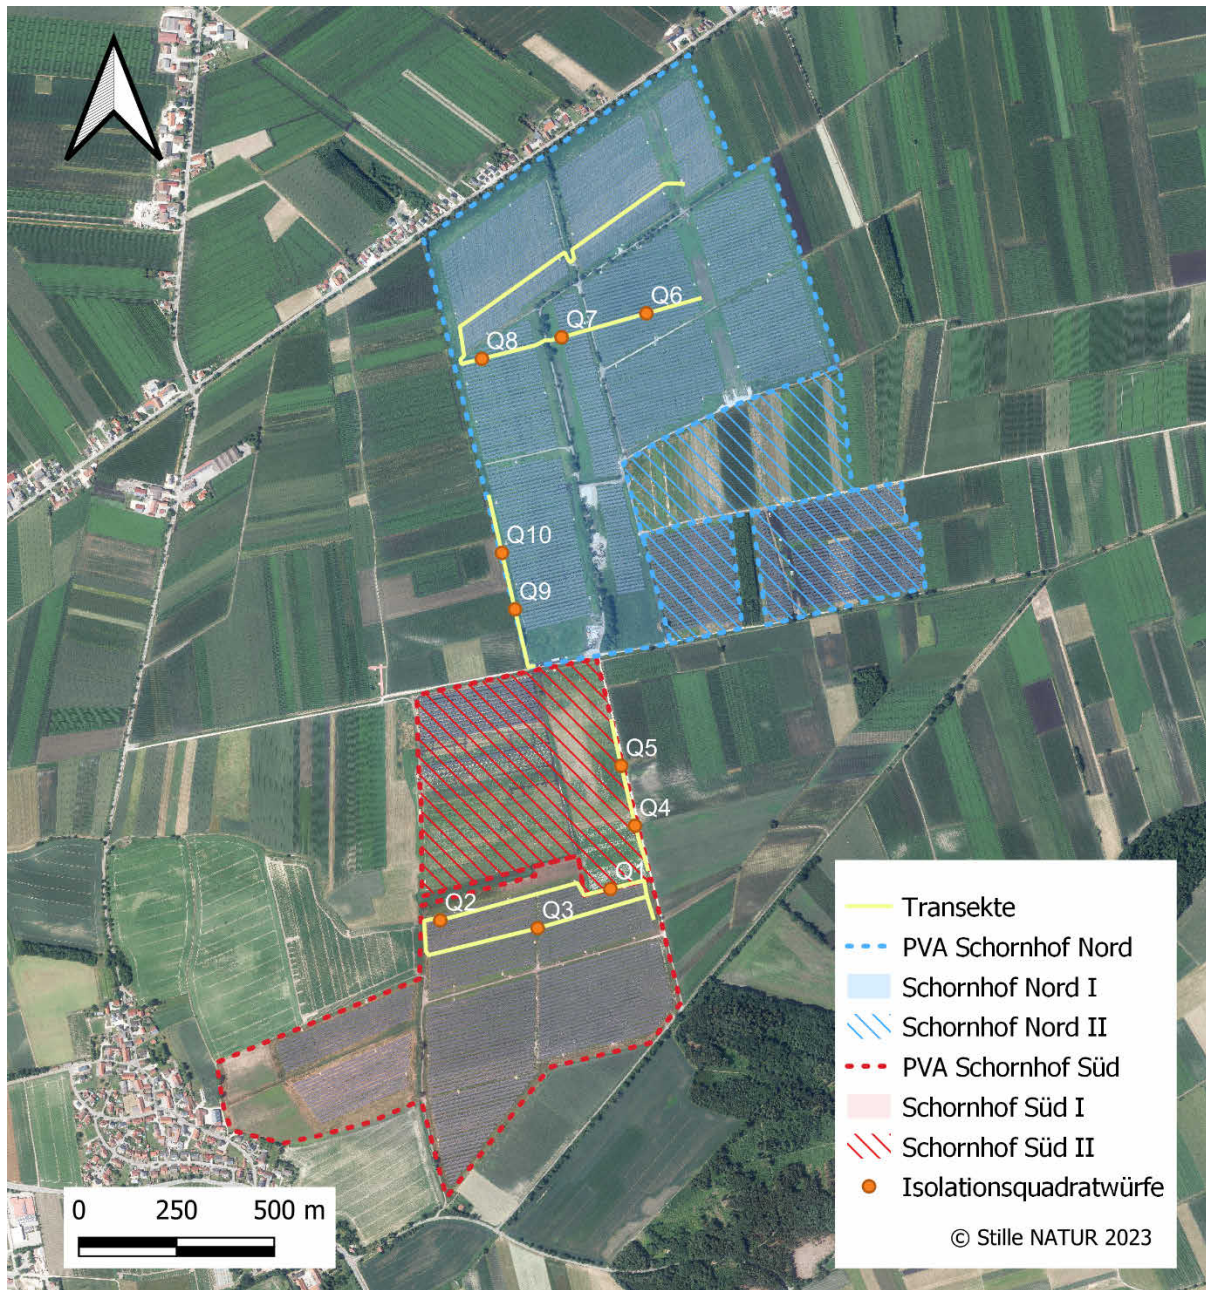 Q6
Q7
Q8
Q10
Q9
Q5
Q4
Q1
Q2
Q3
Transekte
PVA Schornhof Nord
Schornhof Nord I
Schornhof Nord II
PVA Schornhof Süd
Schornhof Süd I
Schornhof Süd II
Isolationsquadratwürfe
© Stille NATUR 2023
0 250 500 m